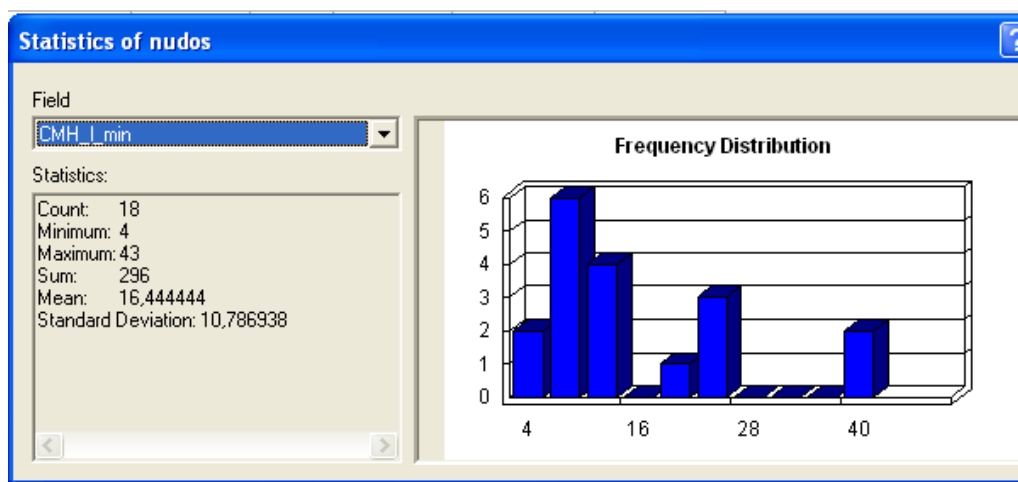 Statistics of nudos
?
Field
CMH_l_min
Statistics:
Count: 18
Minimum: 4
Maximum: 43
Sum: 296
Mean: 16,444444
Standard Deviation: 10,786938
Frequency Distribution
6
5
4
3
2
1
0
4 16 28 40